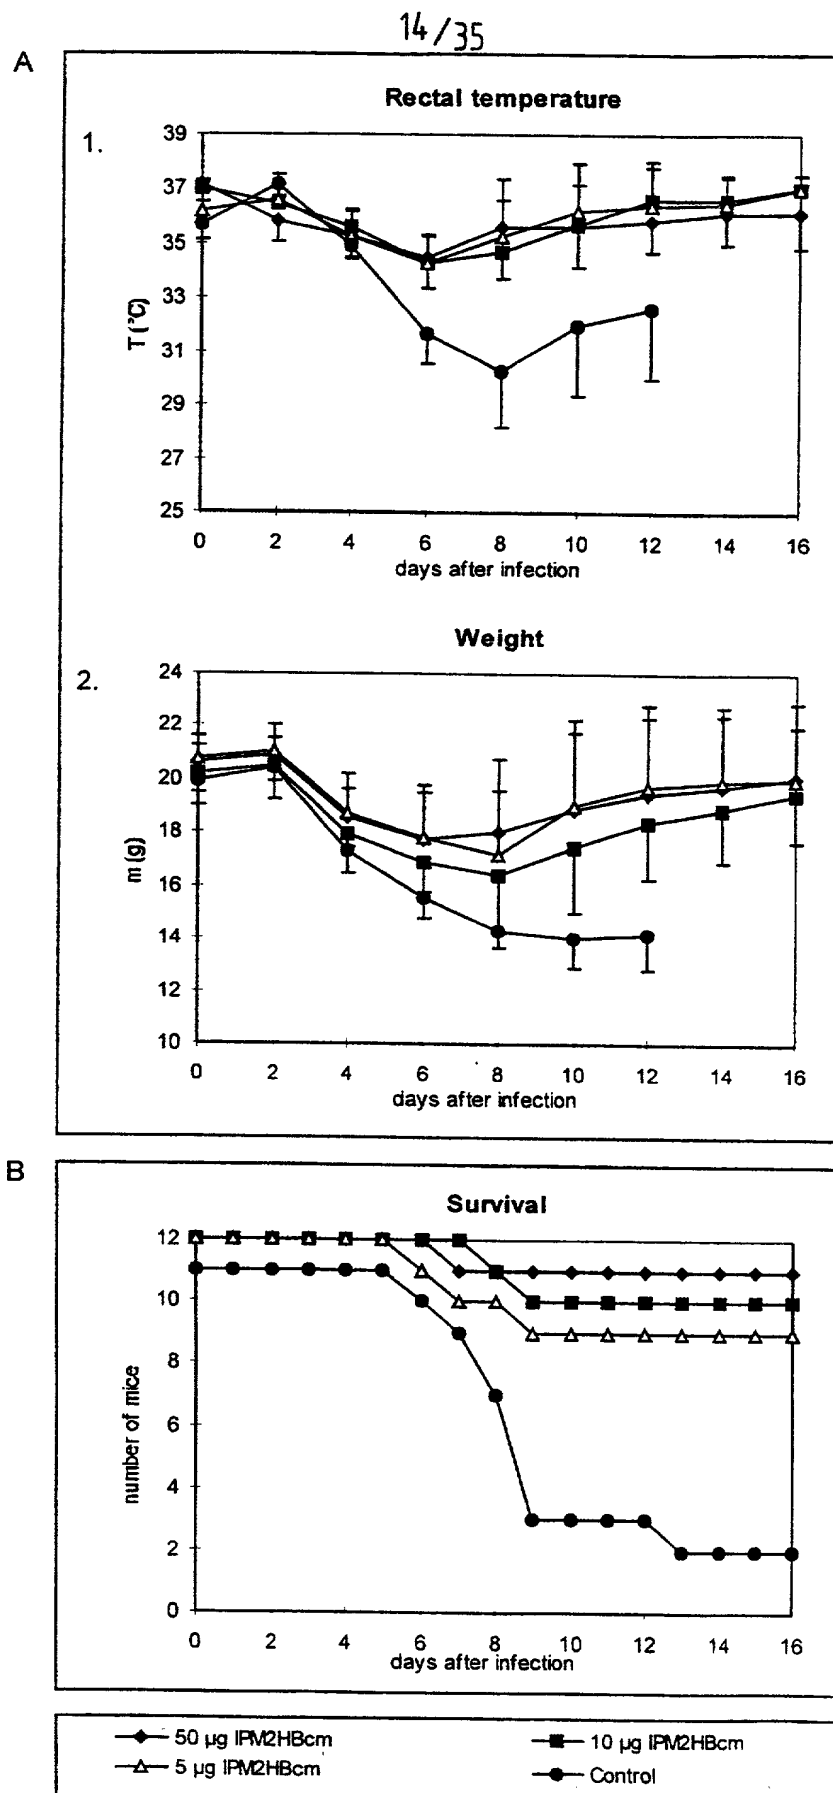 14/35
A
Rectal temperature
1.
39
37
35
33
31
29
27
25
T (°C)
0 2 4 6 8 10 12 14 16
days after infection
Weight
2.
24
22
20
18
16
14
12
10
m (g)
0 2 4 6 8 10 12 14 16
days after infection
B
Survival
12
10
8
6
4
2
0
number of mice
0 2 4 6 8 10 12 14 16
days after infection
50 µg IPM2HBcm 10 µg IPM2HBcm
5 µg IPM2HBcm Control